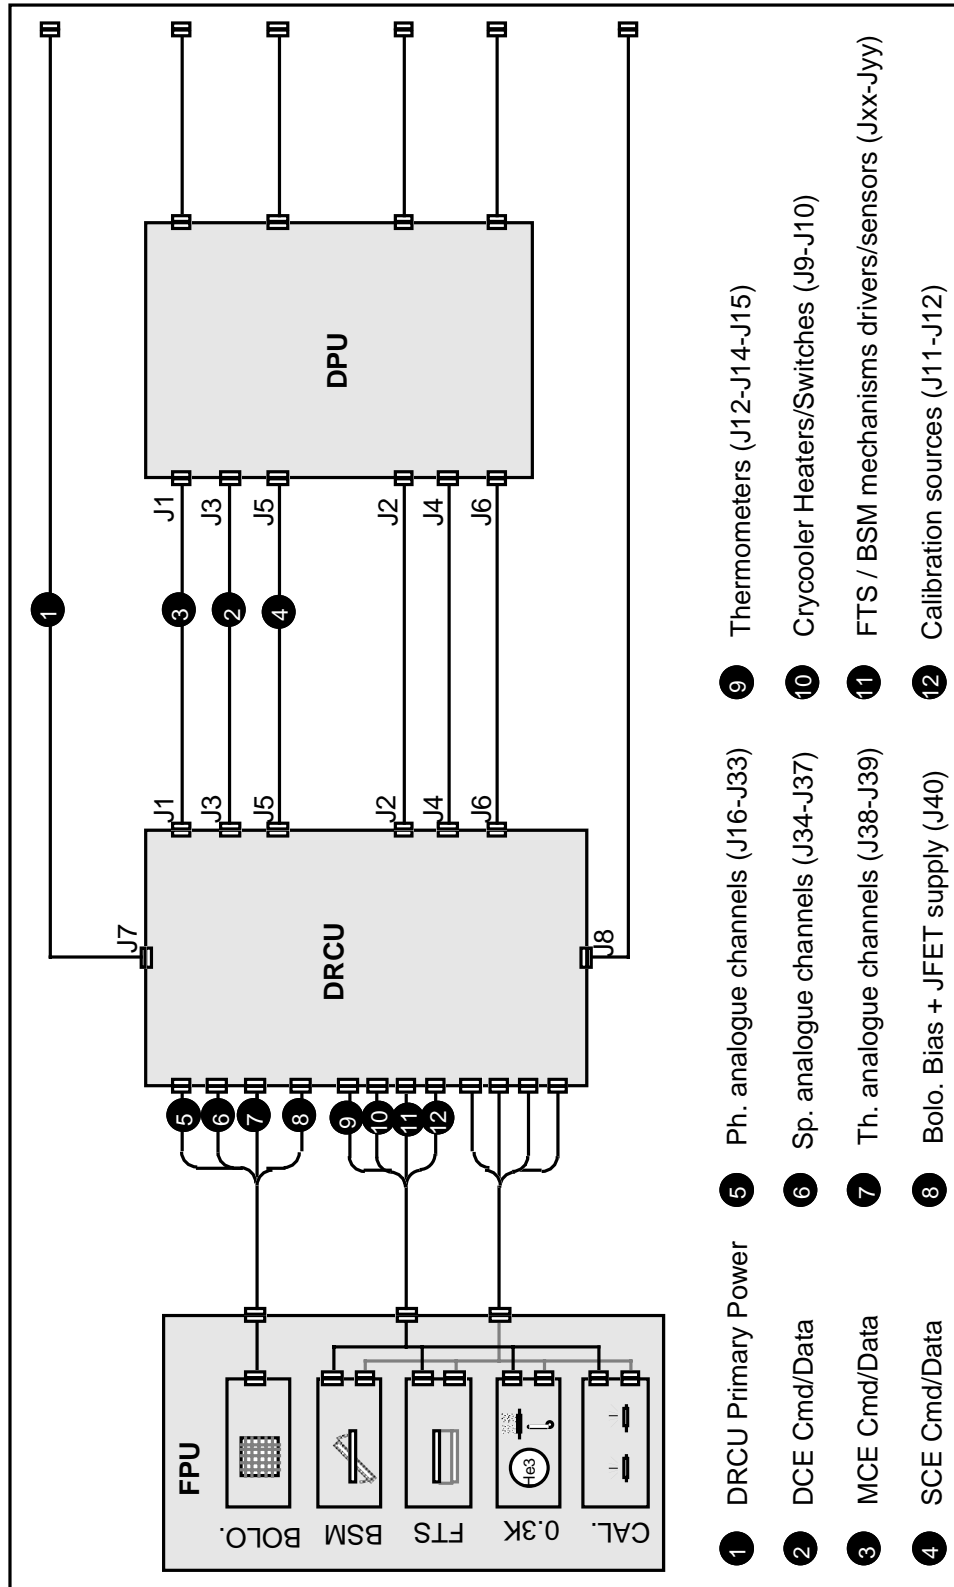 FPU
BOLO.
BSM
FTS
0.3K
He3
CAL.
5
6
7
8
9
10
11
12
DRCU
J7
J8
J1
J3
J5
J2
J4
J6
1
3
2
4
J1
J3
J5
J2
J4
J6
DPU
1 DRCU Primary Power
2 DCE Cmd/Data
3 MCE Cmd/Data
4 SCE Cmd/Data
5 Ph. analogue channels (J16-J33)
6 Sp. analogue channels (J34-J37)
7 Th. analogue channels (J38-J39)
8 Bolo. Bias + JFET supply (J40)
9 Thermometers (J12-J14-J15)
10 Crycooler Heaters/Switches (J9-J10)
11 FTS / BSM mechanisms drivers/sensors (Jxx-Jyy)
12 Calibration sources (J11-J12)